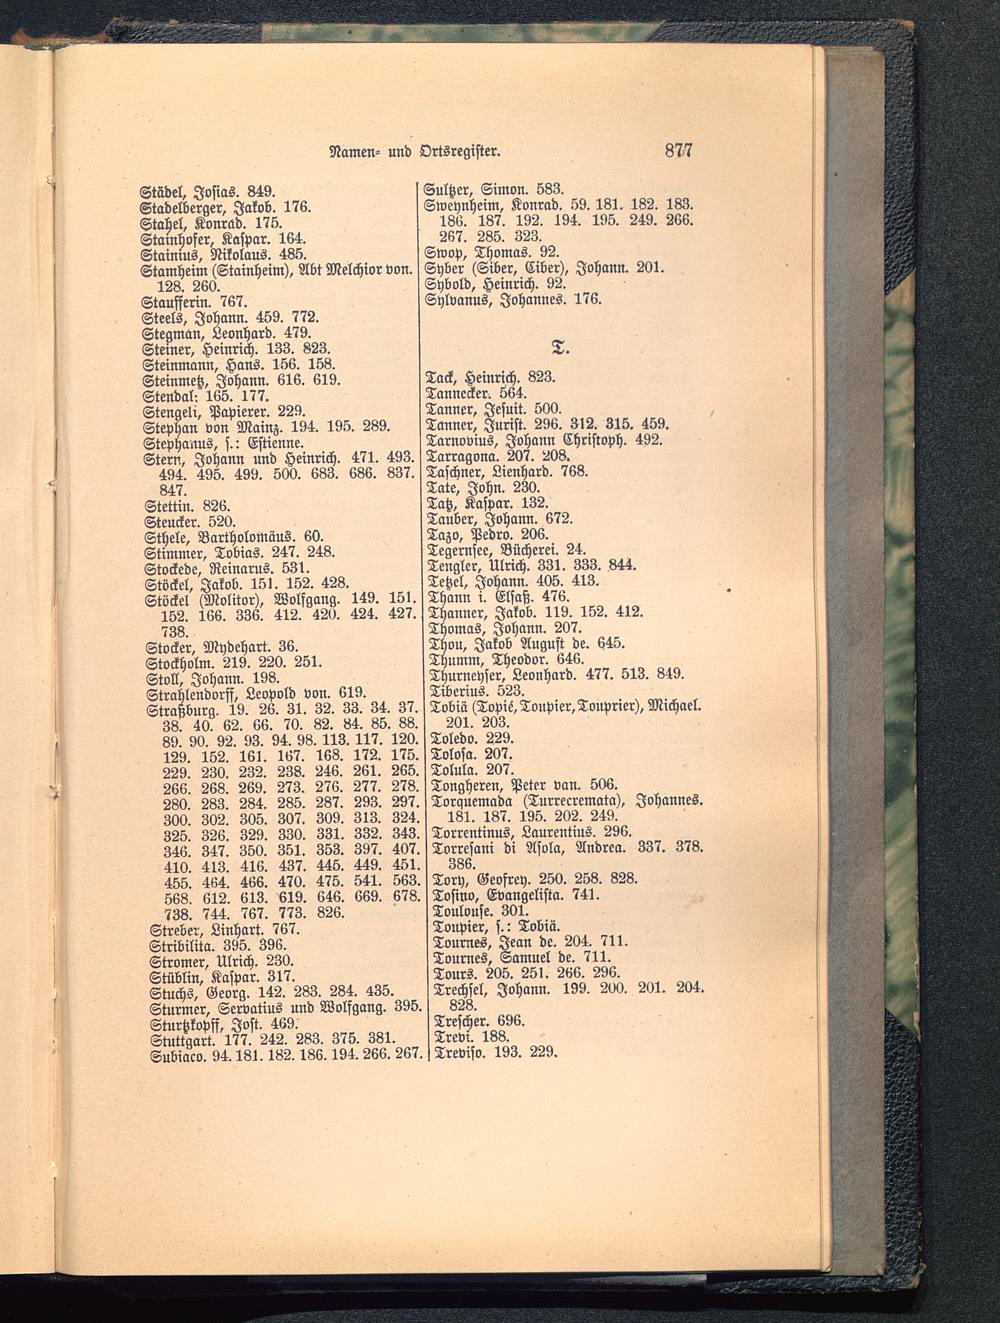 Namen- und Ortsregister. 877
Städel, Josias. 849.
Stadelberger, Jakob. 176.
Stahel, Konrad. 175.
Stainhofer, Kaspar. 164.
Stainius, Nikolaus. 485.
Stamheim (Stainheim), Abt Melchior von.
128. 260.
Staufferin. 767.
Steels, Johann. 459. 772.
Stegman, Leonhard. 479.
Steiner, Heinrich. 133. 823.
Steinmann, Hans. 156. 158.
Steinmetz, Johann. 616. 619.
Stendal: 165. 177.
Stengeli, Papierer. 229.
Stephan von Mainz. 194. 195. 289.
Stephanus, s.: Estienne.
Stern, Johann und Heinrich. 471. 493.
494. 495. 499. 500. 683. 686. 837.
847.
Stettin. 826.
Steucker. 520.
Sthele, Bartholomäus. 60.
Stimmer, Tobias. 247. 248.
Stockede, Reinarus. 531.
Stöckel, Jakob. 151. 152. 428.
Stöckel (Molitor), Wolfgang. 149. 151.
152. 166. 336. 412. 420. 424. 427.
738.
Stocker, Mydehart. 36.
Stockholm. 219. 220. 251.
Stoll, Johann. 198.
Strahlendorff, Leopold von. 619.
Straßburg. 19. 26. 31. 32. 33. 34. 37.
38. 40. 62. 66. 70. 82. 84. 85. 88.
89. 90. 92. 93. 94. 98. 113. 117. 120.
129. 152. 161. 167. 168. 172. 175.
229. 230. 232. 238. 246. 261. 265.
266. 268. 269. 273. 276. 277. 278.
280. 283. 284. 285. 287. 293. 297.
300. 302. 305. 307. 309. 313. 324.
325. 326. 329. 330. 331. 332. 343.
346. 347. 350. 351. 353. 397. 407.
410. 413. 416. 437. 445. 449. 451.
455. 464. 466. 470. 475. 541. 563.
568. 612. 613. 619. 646. 669. 678.
738. 744. 767. 773. 826.
Streber, Linhart. 767.
Stribilita. 395. 396.
Stromer, Ulrich. 230.
Stüblin, Kaspar. 317.
Stuchs, Georg. 142. 283. 284. 435.
Sturmer, Servatius und Wolfgang. 395.
Sturtzkopff, Jost. 469.
Stuttgart. 177. 242. 283. 375. 381.
Subiaco. 94. 181. 182. 186. 194. 266. 267.
Sultzer, Simon. 583.
Sweynheim, Konrad. 59. 181. 182. 183.
186. 187. 192. 194. 195. 249. 266.
267. 285. 323.
Swop, Thomas. 92.
Syber (Siber, Ciber), Johann. 201.
Sybold, Heinrich. 92.
Sylvanus, Johannes. 176.
T.
Tack, Heinrich. 823.
Tannecker. 564.
Tanner, Jesuit. 500.
Tanner, Jurist. 296. 312. 315. 459.
Tarnovius, Johann Christoph. 492.
Tarragona. 207. 208.
Taschner, Lienhard. 768.
Tate, John. 230.
Tatz, Kaspar. 132.
Tauber, Johann. 672.
Tazo, Pedro. 206.
Tegernsee, Bücherei. 24.
Tengler, Ulrich. 331. 333. 844.
Tetzel, Johann. 405. 413.
Thann i. Elsaß. 476.
Thanner, Jakob. 119. 152. 412.
Thomas, Johann. 207.
Thou, Jakob August de. 645.
Thumm, Theodor. 646.
Thurneyser, Leonhard. 477. 513. 849.
Tiberius. 523.
Tobiä (Topié, Toupier, Touprier), Michael.
201. 203.
Toledo. 229.
Tolosa. 207.
Tolula. 207.
Tongheren, Peter van. 506.
Torquemada (Turrecremata), Johannes.
181. 187. 195. 202. 249.
Torrentinus, Laurentius. 296.
Torresani di Asola, Andrea. 337. 378.
386.
Tory, Geofrey. 250. 258. 828.
Tosino, Evangelista. 741.
Toulouse. 301.
Toupier, s.: Tobiä.
Tournes, Jean de. 204. 711.
Tournes, Samuel de. 711.
Tours. 205. 251. 266. 296.
Trechsel, Johann. 199. 200. 201. 204.
828.
Trescher. 696.
Trevi. 188.
Treviso. 193. 229.